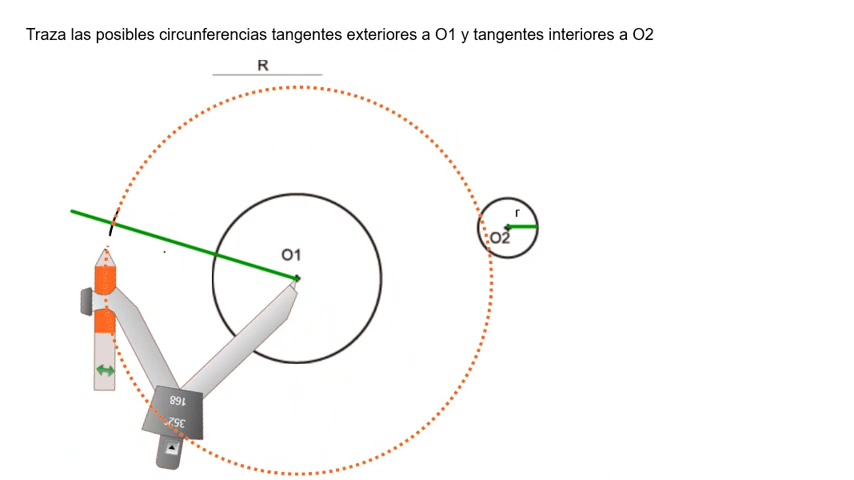 Traza las posibles circunferencias tangentes exteriores a O1 y tangentes interiores a O2
R
r
O2
O1
168
352